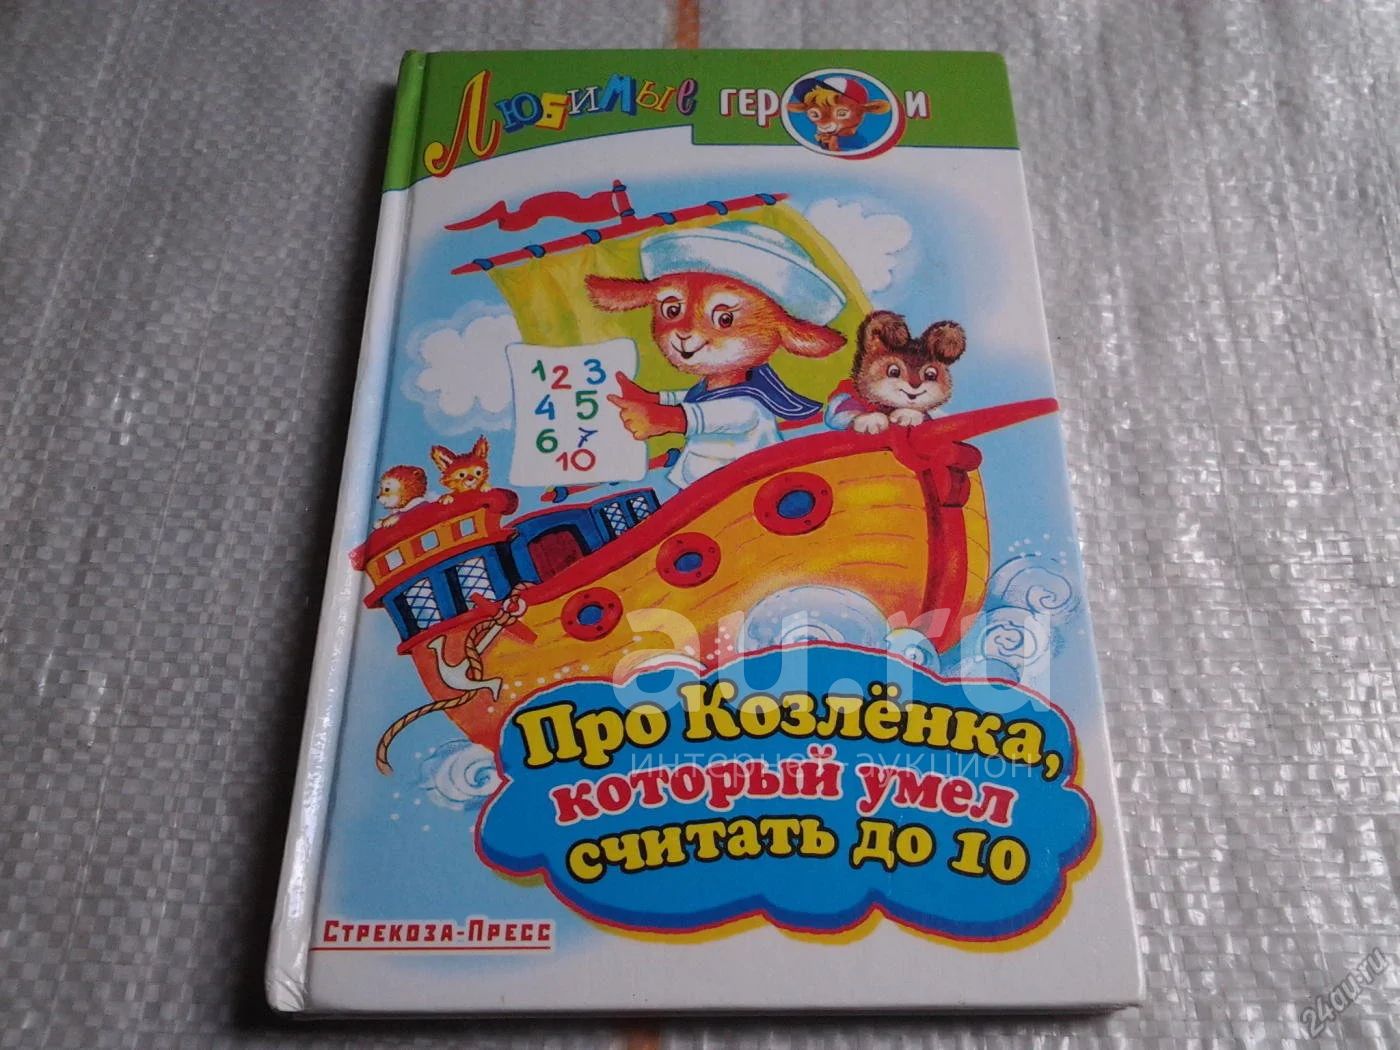 Любимые герои
1 2 3
4 5
6 7
10
au.ru
интернет-аукцион
Про Козлёнка,
который умел
считать до 10
Стрекоза-Пресс
24au.ru